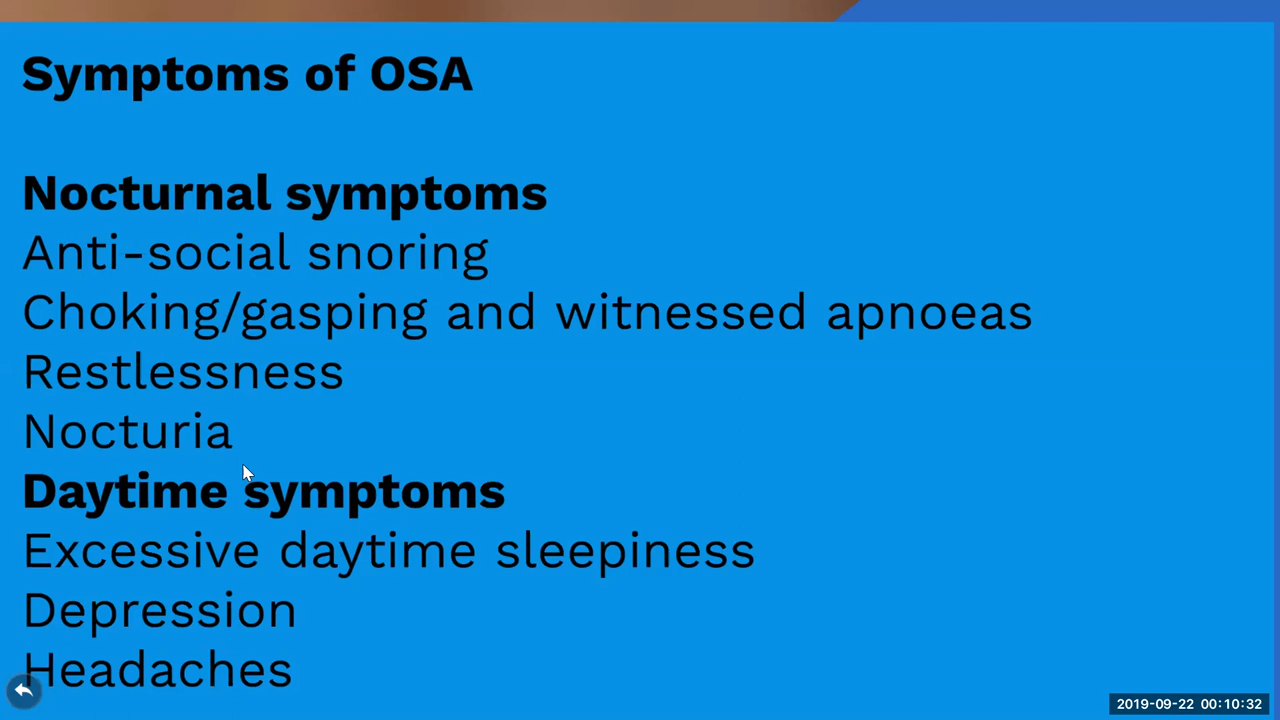 Symptoms of OSA
Nocturnal symptoms
Anti-social snoring
Choking/gasping and witnessed apnoeas
Restlessness
Nocturia
Daytime symptoms
Excessive daytime sleepiness
Depression
Headaches
2019-09-22 00:10:32